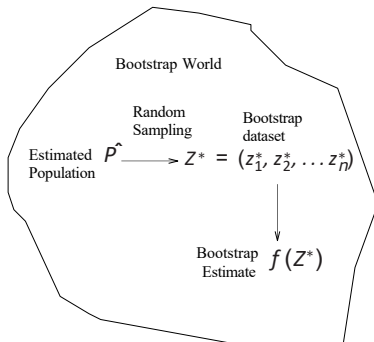 Bootstrap World
Random
Sampling
Bootstrap
dataset
Estimated
Population
P̂ Z* = (z₁*, z₂*, . . . zₙ*)
Bootstrap
Estimate
f(Z*)